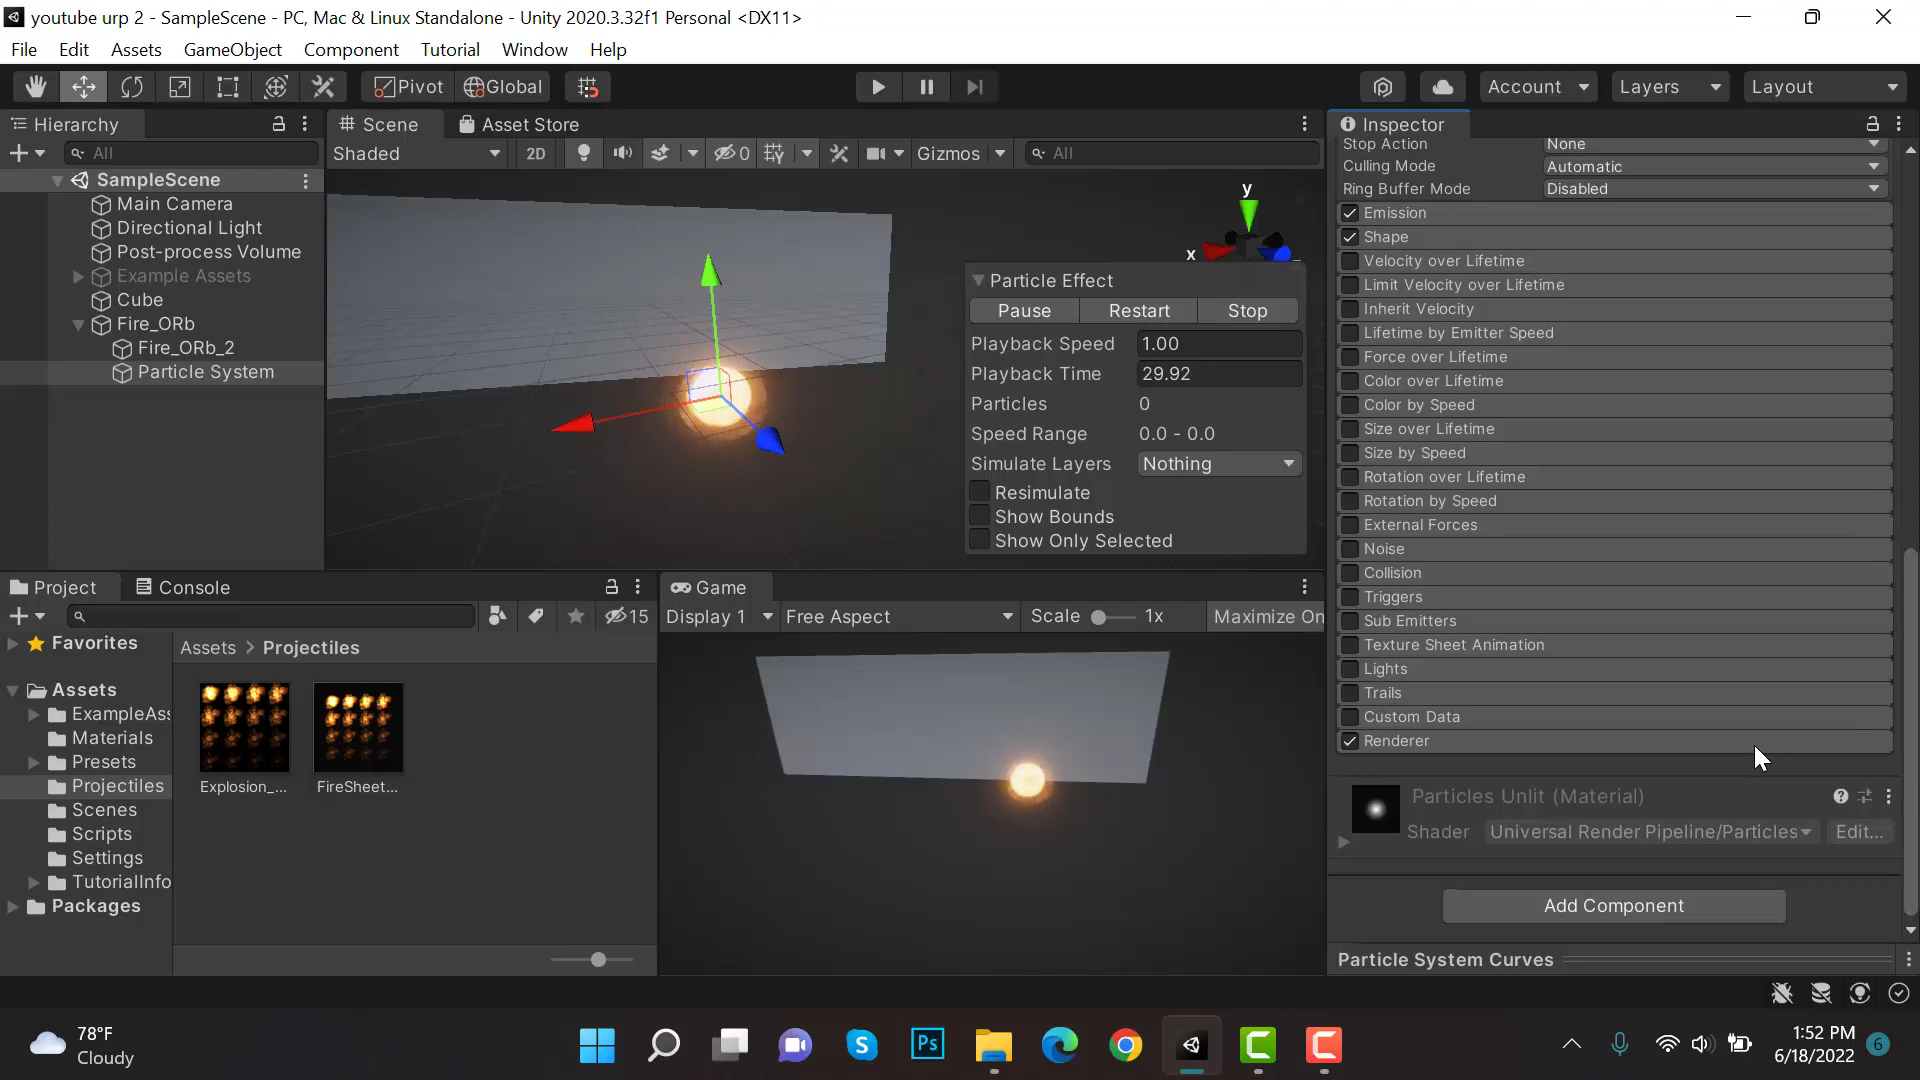 youtube urp 2 - SampleScene - PC, Mac & Linux Standalone - Unity 2020.3.32f1 Personal <DX11>
File Edit Assets GameObject Component Tutorial Window Help
Pivot Global Account Layers Layout
Hierarchy
All
SampleScene
Main Camera
Directional Light
Post-process Volume
Example Assets
Cube
Fire_ORb
Fire_ORb_2
Particle System
Scene Asset Store
Shaded 2D 0 Gizmos All
y
x
Particle Effect
Pause Restart Stop
Playback Speed 1.00
Playback Time 29.92
Particles 0
Speed Range 0.0 - 0.0
Simulate Layers Nothing
Resimulate
Show Bounds
Show Only Selected
Project Console
15
Favorites
Assets
ExampleAss
Materials
Presets
Projectiles
Scenes
Scripts
Settings
TutorialInfo
Packages
Assets > Projectiles
Explosion_... FireSheet...
Game
Display 1 Free Aspect Scale 1x Maximize On
Inspector
Stop Action None
Culling Mode Automatic
Ring Buffer Mode Disabled
Emission
Shape
Velocity over Lifetime
Limit Velocity over Lifetime
Inherit Velocity
Lifetime by Emitter Speed
Force over Lifetime
Color over Lifetime
Color by Speed
Size over Lifetime
Size by Speed
Rotation over Lifetime
Rotation by Speed
External Forces
Noise
Collision
Triggers
Sub Emitters
Texture Sheet Animation
Lights
Trails
Custom Data
Renderer
Particles Unlit (Material)
Shader Universal Render Pipeline/Particles Edit...
Add Component
Particle System Curves
78°F
Cloudy
Ps
1:52 PM
6/18/2022
6